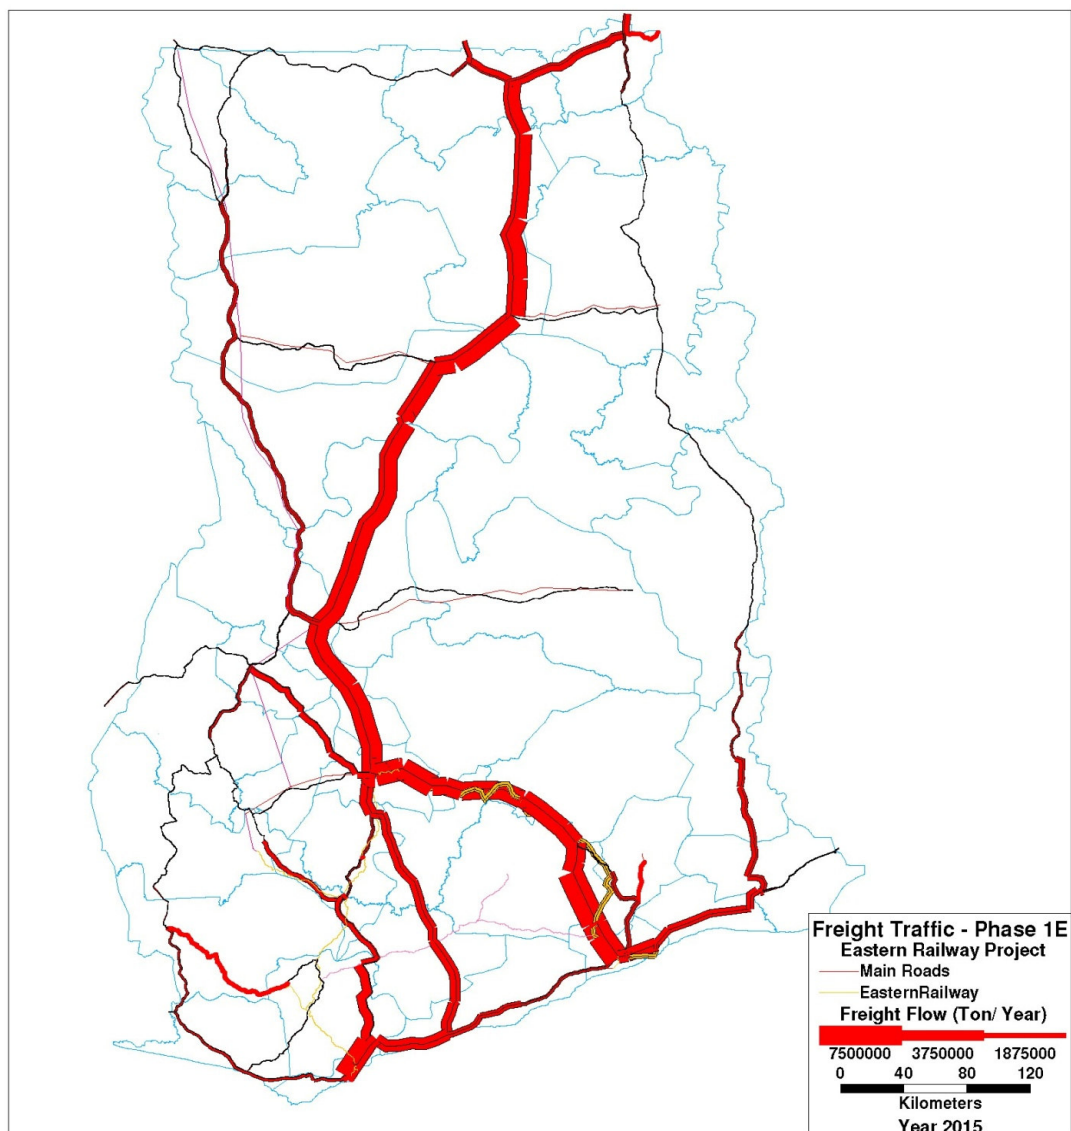 Freight Traffic - Phase 1E
Eastern Railway Project
Main Roads
EasternRailway
Freight Flow (Ton/ Year)
7500000 3750000 1875000
0 40 80 120
Kilometers
Year 2015